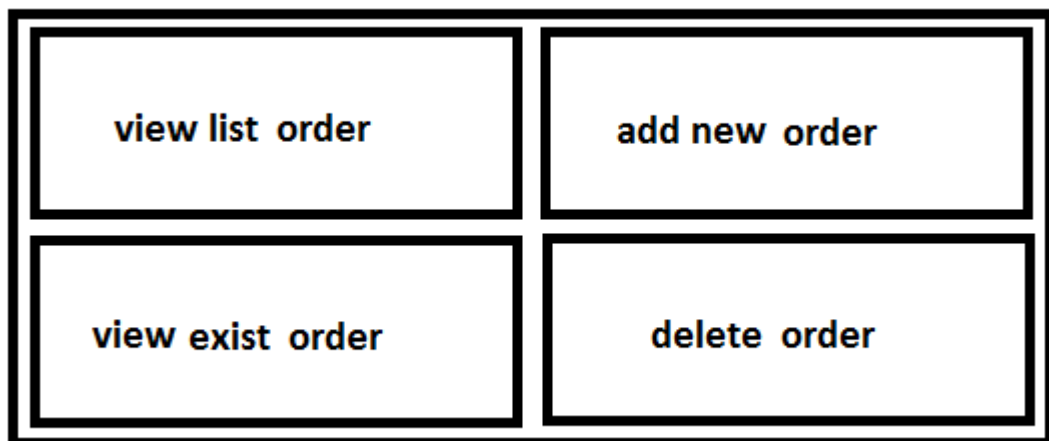 view list order
add new order
view exist order
delete order